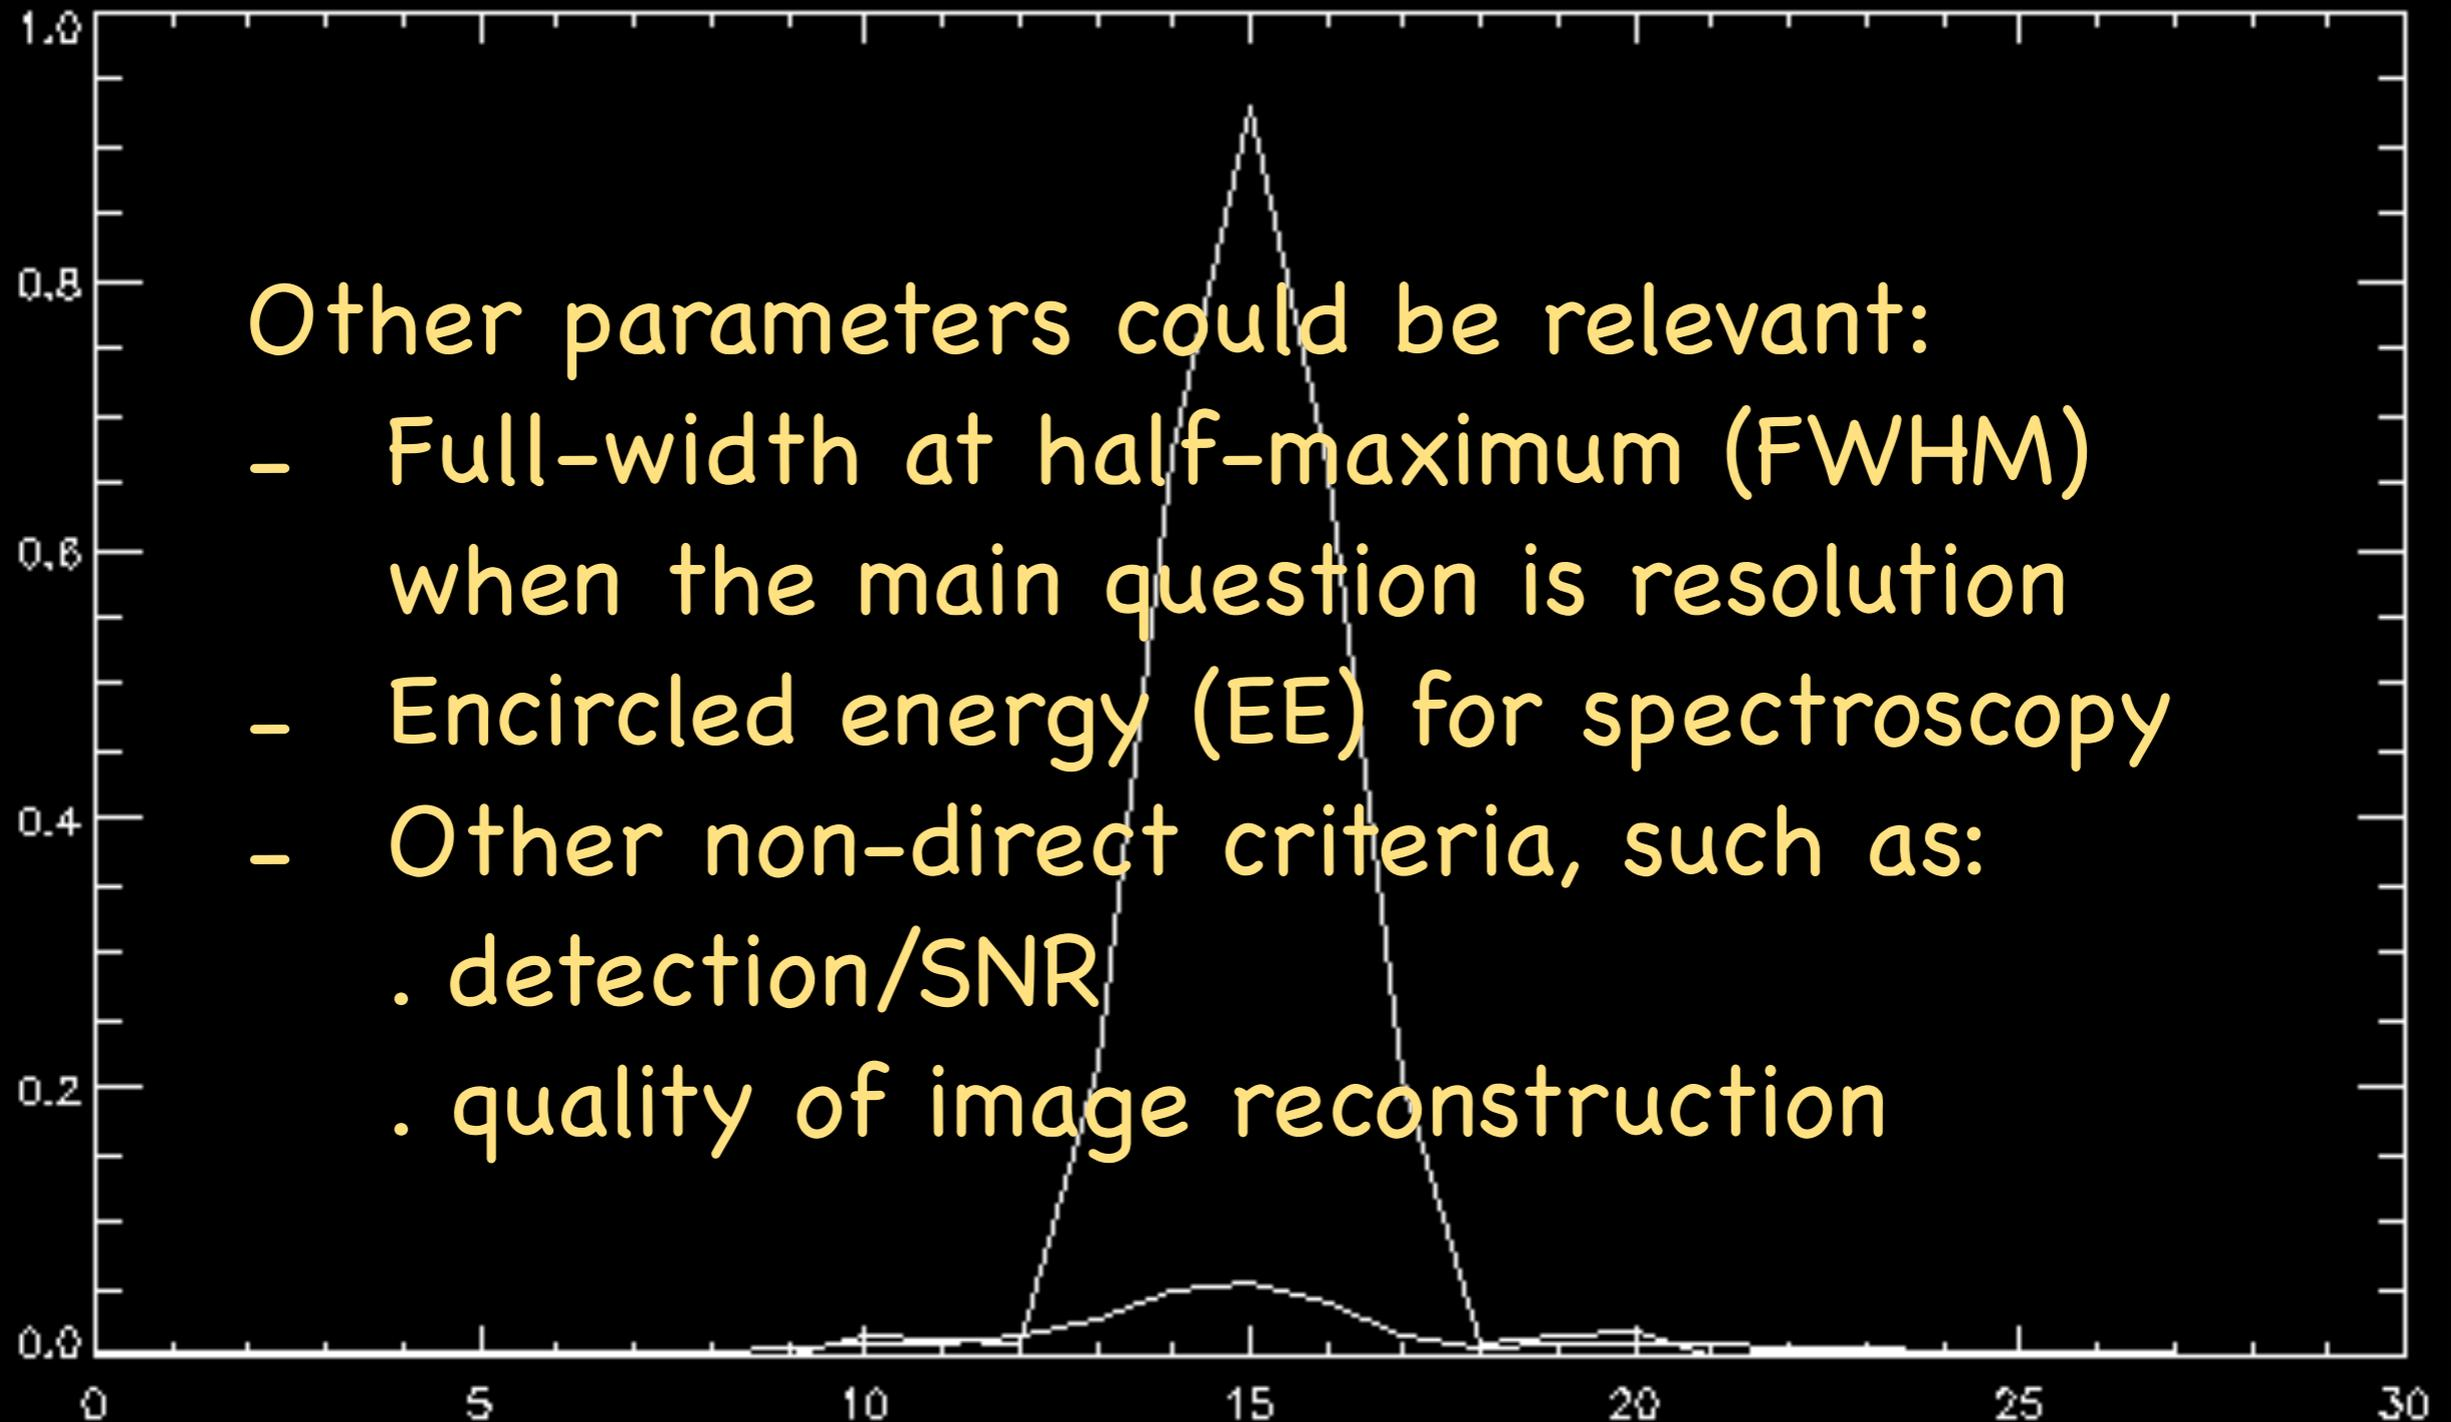 1.0
0.8
0.6
0.4
0.2
0.0
Other parameters could be relevant:
- Full-width at half-maximum (FWHM)
when the main question is resolution
- Encircled energy (EE) for spectroscopy
- Other non-direct criteria, such as:
. detection/SNR
. quality of image reconstruction
0 5 10 15 20 25 30